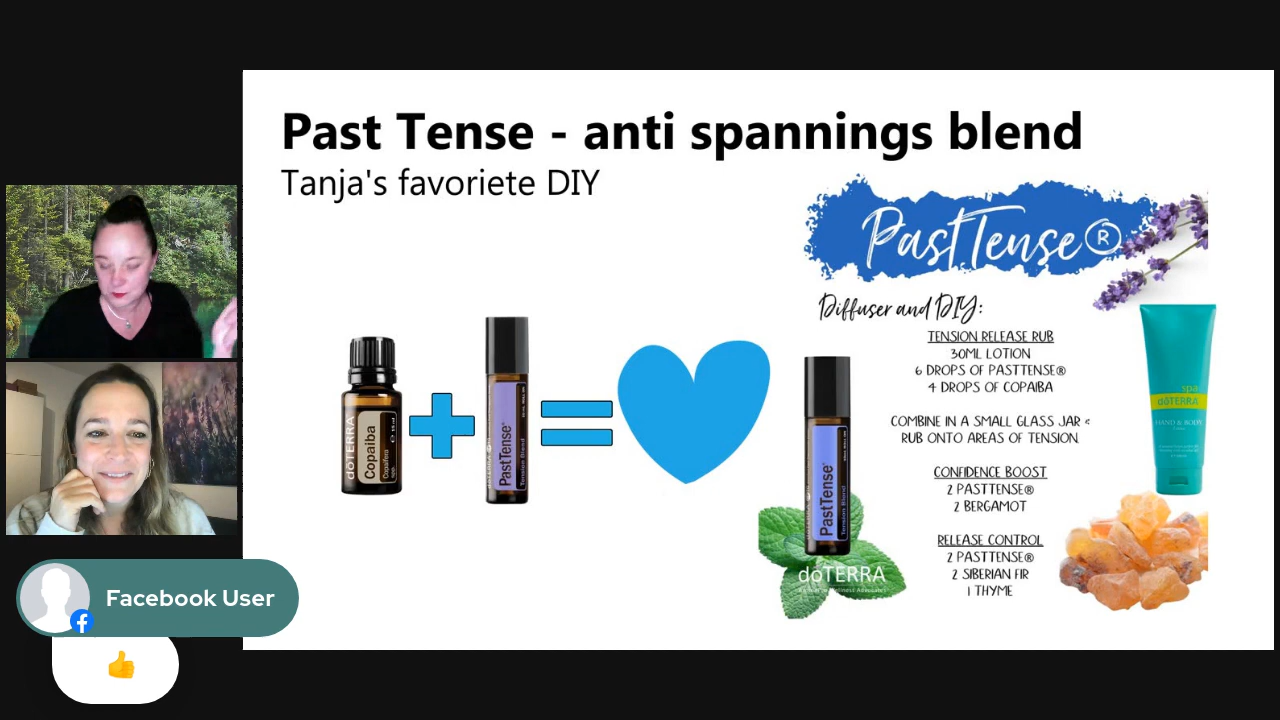 Past Tense - anti spannings blend
Tanja's favoriete DIY
PastTense®
Diffuser and DIY:
TENSION RELEASE RUB
30ML LOTION
6 DROPS OF PASTTENSE®
4 DROPS OF COPAIBA
COMBINE IN A SMALL GLASS JAR &
RUB ONTO AREAS OF TENSION
CONFIDENCE BOOST
2 PASTTENSE®
2 BERGAMOT
RELEASE CONTROL
2 PASTTENSE®
2 SIBERIAN FIR
1 THYME
dōTERRA
Copaiba
Copaifera
15 ml
PastTense®
Tension Blend
PastTense®
Tension Blend
dōTERRA
spa
dōTERRA
HAND & BODY
Facebook User
👍